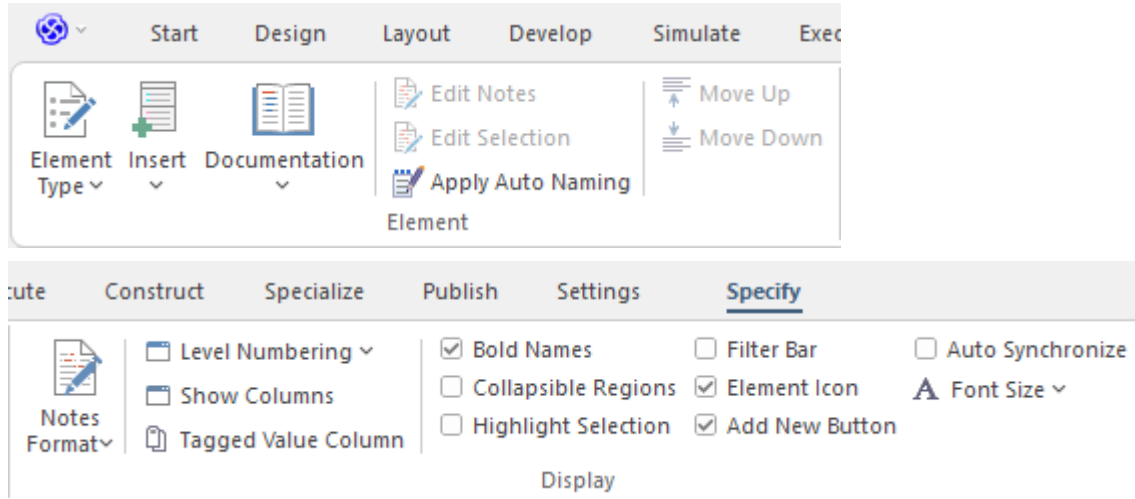 Start Design Layout Develop Simulate Exec
Edit Notes Move Up
Edit Selection Move Down
Element Insert Documentation
Type Apply Auto Naming
Element
cute Construct Specialize Publish Settings Specify
Level Numbering Bold Names Filter Bar Auto Synchronize
Show Columns Collapsible Regions Element Icon Font Size
Notes
Format Tagged Value Column Highlight Selection Add New Button
Display